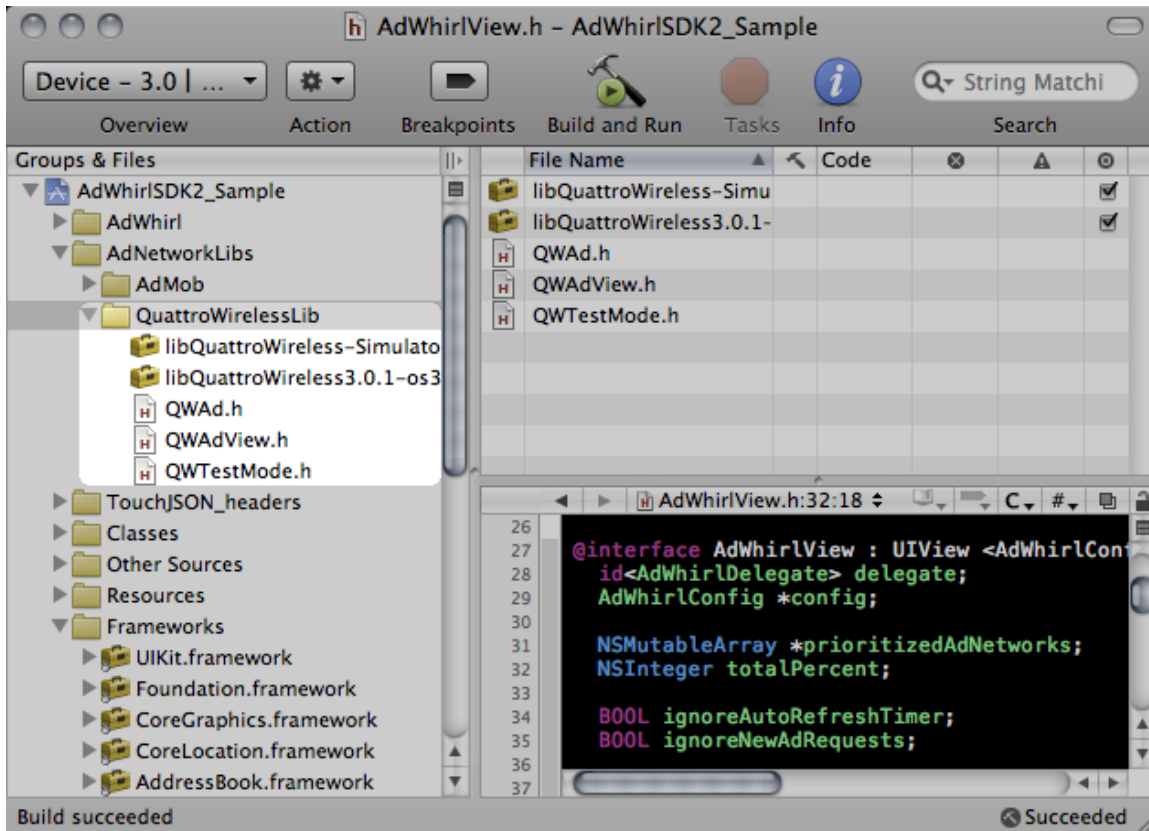 AdWhirlView.h – AdWhirlSDK2_Sample
Device – 3.0 | ...
String Matchi
Overview Action Breakpoints Build and Run Tasks Info Search
Groups & Files
AdWhirlSDK2_Sample
AdWhirl
AdNetworkLibs
AdMob
QuattroWirelessLib
libQuattroWireless-Simulato
libQuattroWireless3.0.1-os3
QWAd.h
QWAdView.h
QWTestMode.h
TouchJSON_headers
Classes
Other Sources
Resources
Frameworks
UIKit.framework
Foundation.framework
CoreGraphics.framework
CoreLocation.framework
AddressBook.framework
File Name Code
libQuattroWireless-Simu
libQuattroWireless3.0.1-
QWAd.h
QWAdView.h
QWTestMode.h
AdWhirlView.h:32:18 C #
26
27 @interface AdWhirlView : UIView <AdWhirlConf
28 id<AdWhirlDelegate> delegate;
29 AdWhirlConfig *config;
30
31 NSMutableArray *prioritizedAdNetworks;
32 NSInteger totalPercent;
33
34 BOOL ignoreAutoRefreshTimer;
35 BOOL ignoreNewAdRequests;
36
37
Build succeeded
Succeeded